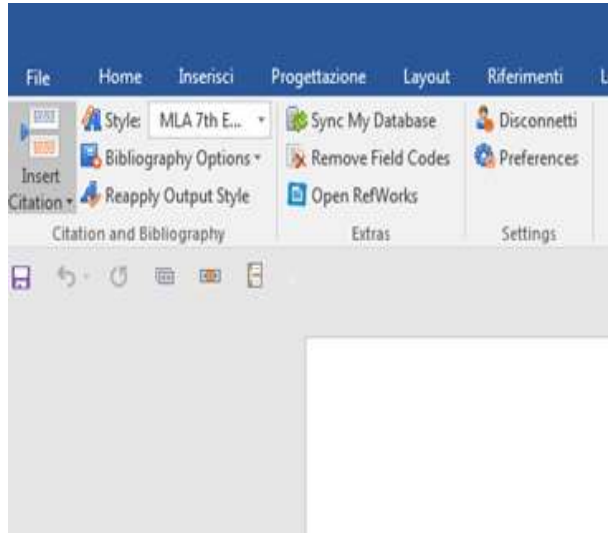 File Home Inserisci Progettazione Layout Riferimenti L
Style: MLA 7th E... Sync My Database Disconnetti
Bibliography Options Remove Field Codes Preferences
Insert Citation Reapply Output Style Open RefWorks
Citation and Bibliography Extras Settings